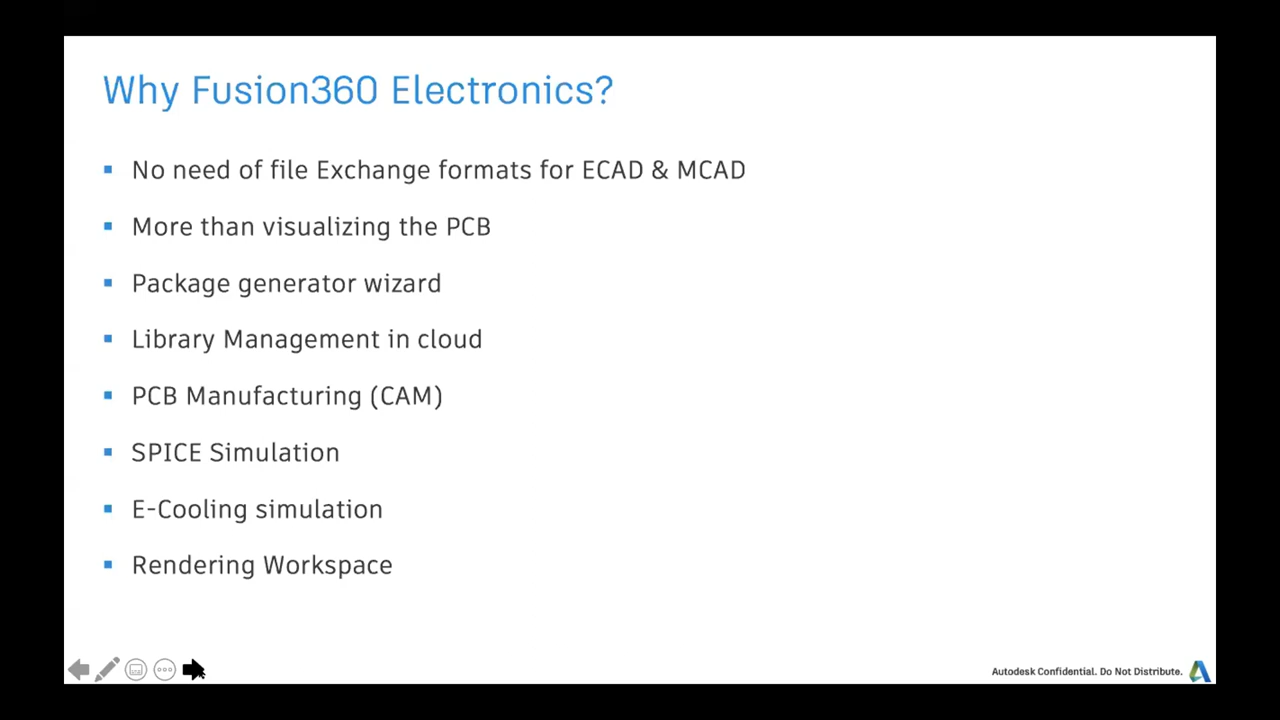 Why Fusion360 Electronics?
No need of file Exchange formats for ECAD & MCAD
More than visualizing the PCB
Package generator wizard
Library Management in cloud
PCB Manufacturing (CAM)
SPICE Simulation
E-Cooling simulation
Rendering Workspace
Autodesk Confidential. Do Not Distribute.